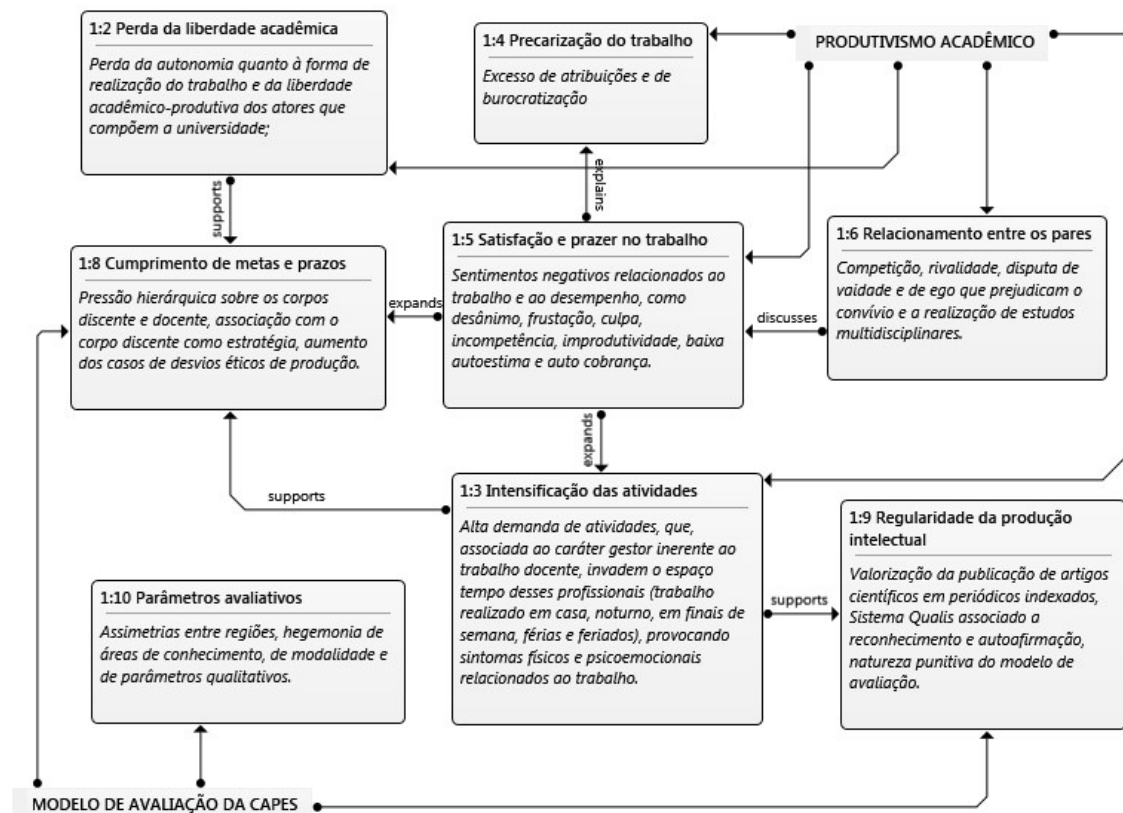 1:2 Perda da liberdade acadêmica
Perda da autonomia quanto à forma de
realização do trabalho e da liberdade
acadêmico-produtiva dos atores que
compõem a universidade;
1:4 Precarização do trabalho
Excesso de atribuições e de
burocratização
PRODUTIVISMO ACADÊMICO
supports
explains
1:8 Cumprimento de metas e prazos
Pressão hierárquica sobre os corpos
discente e docente, associação com o
corpo discente como estratégia, aumento
dos casos de desvios éticos de produção.
expands
1:5 Satisfação e prazer no trabalho
Sentimentos negativos relacionados ao
trabalho e ao desempenho, como
desânimo, frustação, culpa,
incompetência, improdutividade, baixa
autoestima e auto cobrança.
discusses
1:6 Relacionamento entre os pares
Competição, rivalidade, disputa de
vaidade e de ego que prejudicam o
convívio e a realização de estudos
multidisciplinares.
expands
supports
1:3 Intensificação das atividades
Alta demanda de atividades, que,
associada ao caráter gestor inerente ao
trabalho docente, invadem o espaço
tempo desses profissionais (trabalho
realizado em casa, noturno, em finais de
semana, férias e feriados), provocando
sintomas físicos e psicoemocionais
relacionados ao trabalho.
supports
1:9 Regularidade da produção
intelectual
Valorização da publicação de artigos
científicos em periódicos indexados,
Sistema Qualis associado a
reconhecimento e autoafirmação,
natureza punitiva do modelo de
avaliação.
1:10 Parâmetros avaliativos
Assimetrias entre regiões, hegemonia de
áreas de conhecimento, de modalidade e
de parâmetros qualitativos.
MODELO DE AVALIAÇÃO DA CAPES